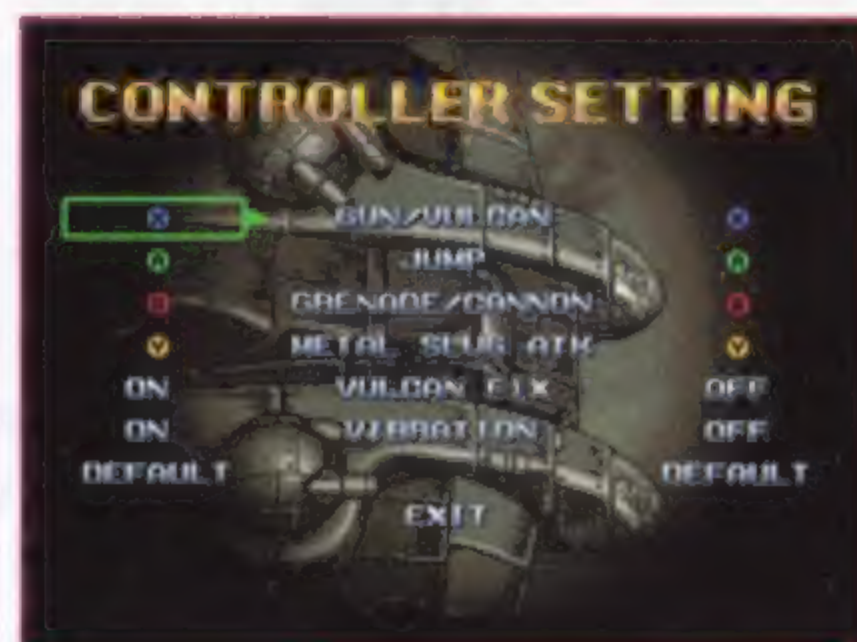 CONTROLLER SETTING
X GUN/VULCAN X
A JUMP A
B GRENADE/CANNON B
Y METAL SLUG ATK Y
ON VULCAN FIX OFF
ON VIBRATION OFF
DEFAULT DEFAULT
EXIT